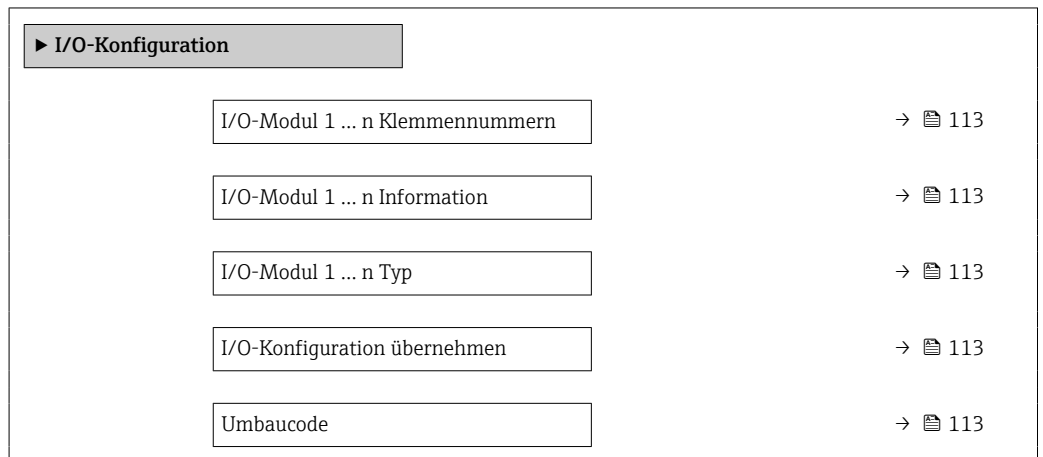 ▶ I/O-Konfiguration
I/O-Modul 1 … n Klemmennummern → 113
I/O-Modul 1 … n Information → 113
I/O-Modul 1 … n Typ → 113
I/O-Konfiguration übernehmen → 113
Umbaucode → 113